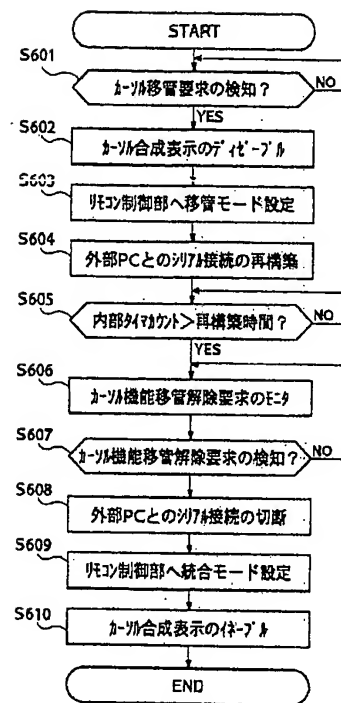 START
S601
カーソル移管要求の検知?
NO
YES
S602
カーソル合成表示のディゼーブル
S603
リモコン制御部へ移管モード設定
S604
外部PCとのシリアル接続の再構築
S605
内部タイマカウント>再構築時間?
NO
YES
S606
カーソル機能移管解除要求のモニタ
S607
カーソル機能移管解除要求の検知?
NO
S608
外部PCとのシリアル接続の切断
S609
リモコン制御部へ統合モード設定
S610
カーソル合成表示のイネーブル
END